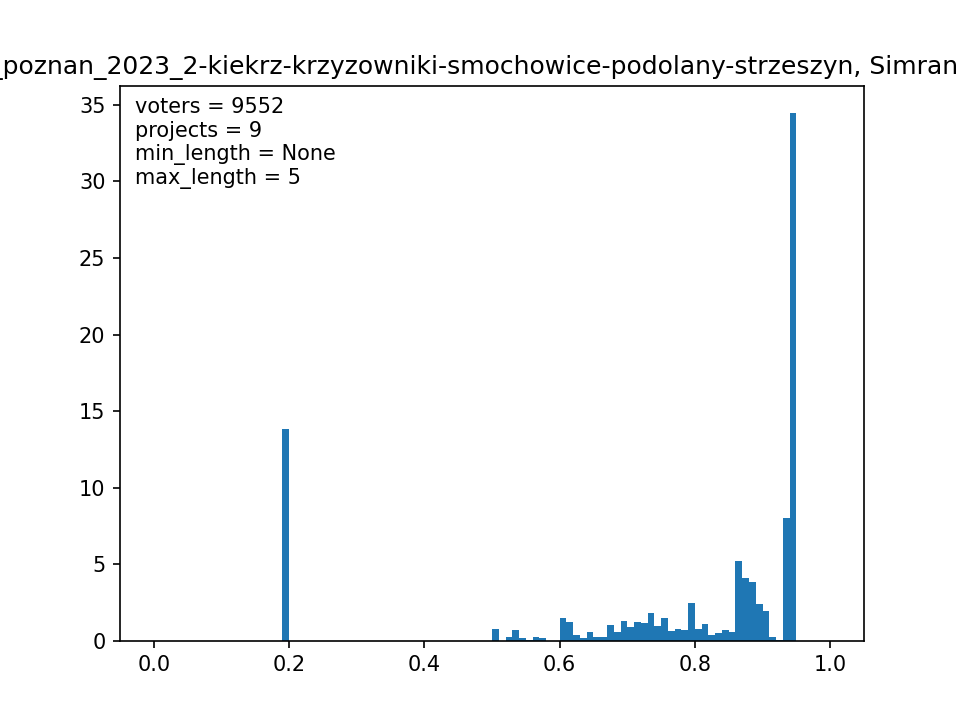 _poznan_2023_2-kiekrz-krzyzowniki-smochowice-podolany-strzeszyn, Simran
voters = 9552
projects = 9
min_length = None
max_length = 5
35
30
25
20
15
10
5
0
0.0 0.2 0.4 0.6 0.8 1.0